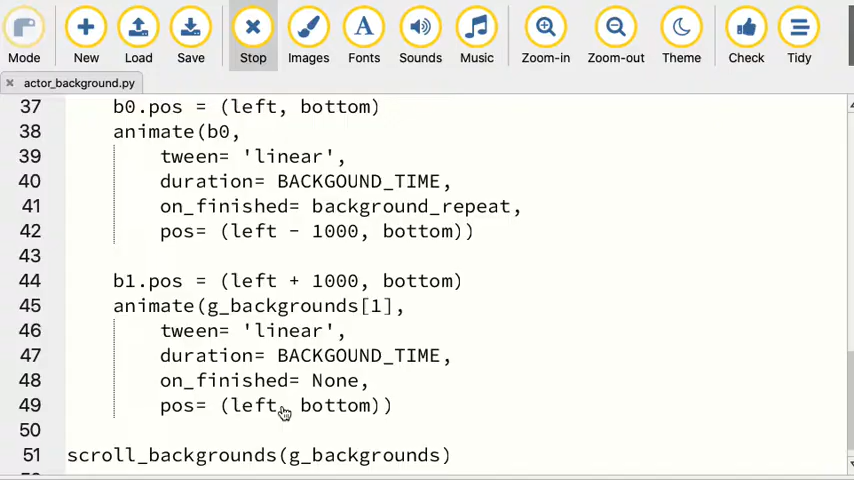 Mode New Load Save Stop Images Fonts Sounds Music Zoom-in Zoom-out Theme Check Tidy
actor_background.py
37 b0.pos = (left, bottom)
38 animate(b0,
39 tween= 'linear',
40 duration= BACKGOUND_TIME,
41 on_finished= background_repeat,
42 pos= (left - 1000, bottom))
43
44 b1.pos = (left + 1000, bottom)
45 animate(g_backgrounds[1],
46 tween= 'linear',
47 duration= BACKGOUND_TIME,
48 on_finished= None,
49 pos= (left, bottom))
50
51 scroll_backgrounds(g_backgrounds)